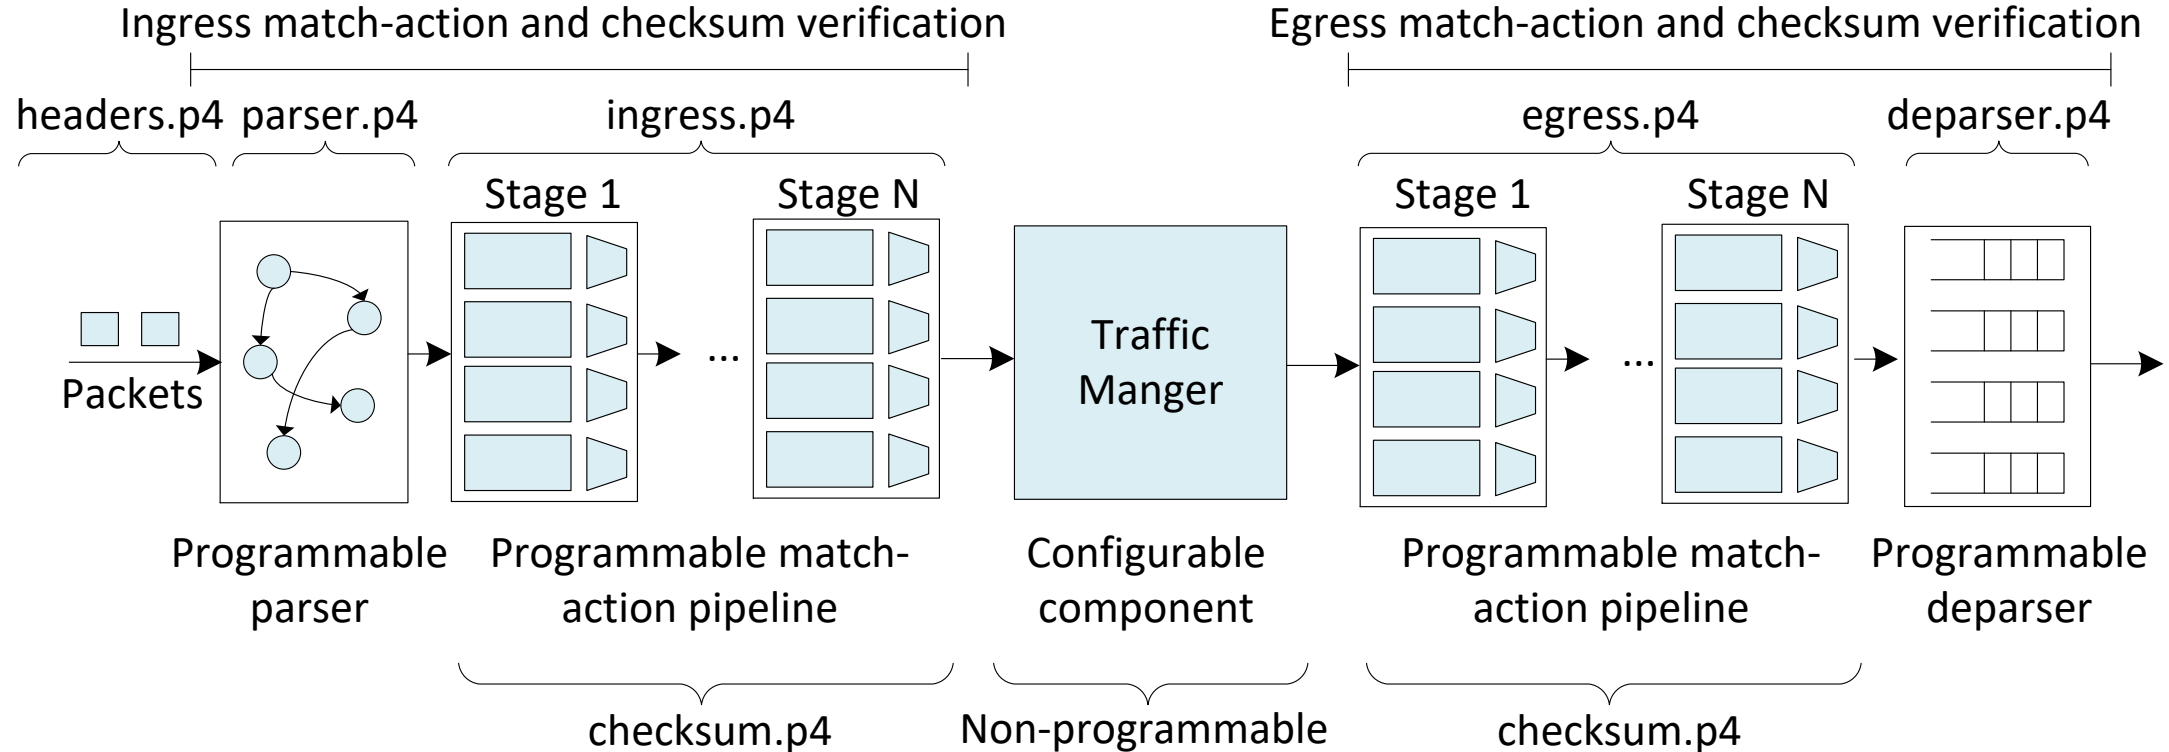 Ingress match-action and checksum verification
Egress match-action and checksum verification
headers.p4
parser.p4
ingress.p4
egress.p4
deparser.p4
Stage 1
Stage N
Stage 1
Stage N
Packets
...
Traffic
Manger
...
Programmable
parser
Programmable match-
action pipeline
Configurable
component
Programmable match-
action pipeline
Programmable
deparser
checksum.p4
Non-programmable
checksum.p4